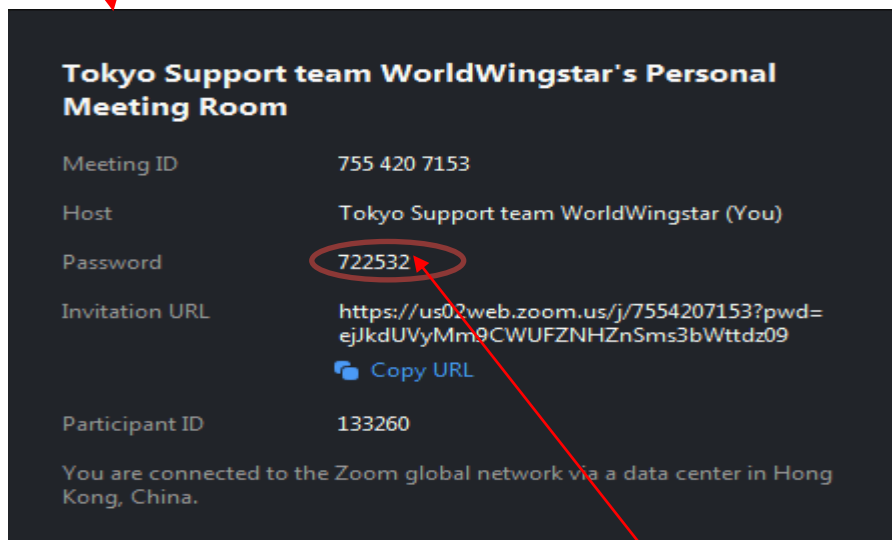 Tokyo Support team WorldWingstar's Personal
Meeting Room
Meeting ID 755 420 7153
Host Tokyo Support team WorldWingstar (You)
Password 722532
Invitation URL https://us02web.zoom.us/j/7554207153?pwd=
ejJkdUVyMm9CWUFZNHZnSms3bWttdz09
Copy URL
Participant ID 133260
You are connected to the Zoom global network via a data center in Hong
Kong, China.